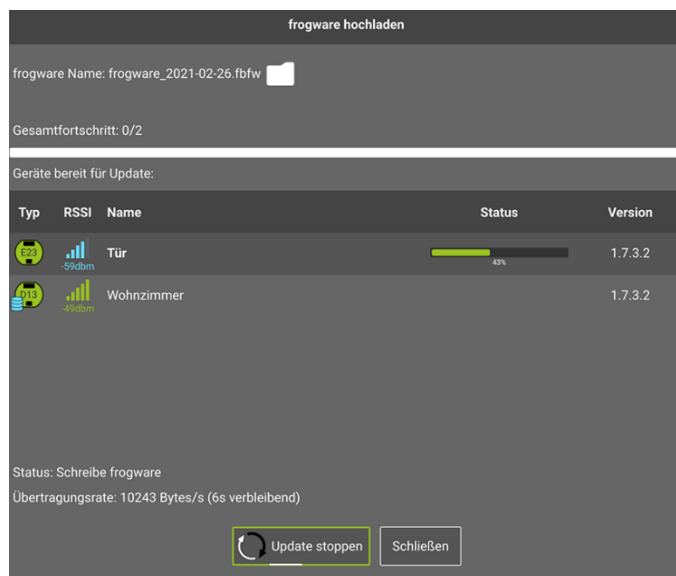 frogware hochladen
frogware Name: frogware_2021-02-26.fbfw
Gesamtfortschritt: 0/2
Geräte bereit für Update:
Typ RSSI Name Status Version
E23 -59dbm Tür 43% 1.7.3.2
D13 -49dbm Wohnzimmer 1.7.3.2
Status: Schreibe frogware
Übertragungsrate: 10243 Bytes/s (6s verbleibend)
Update stoppen Schließen